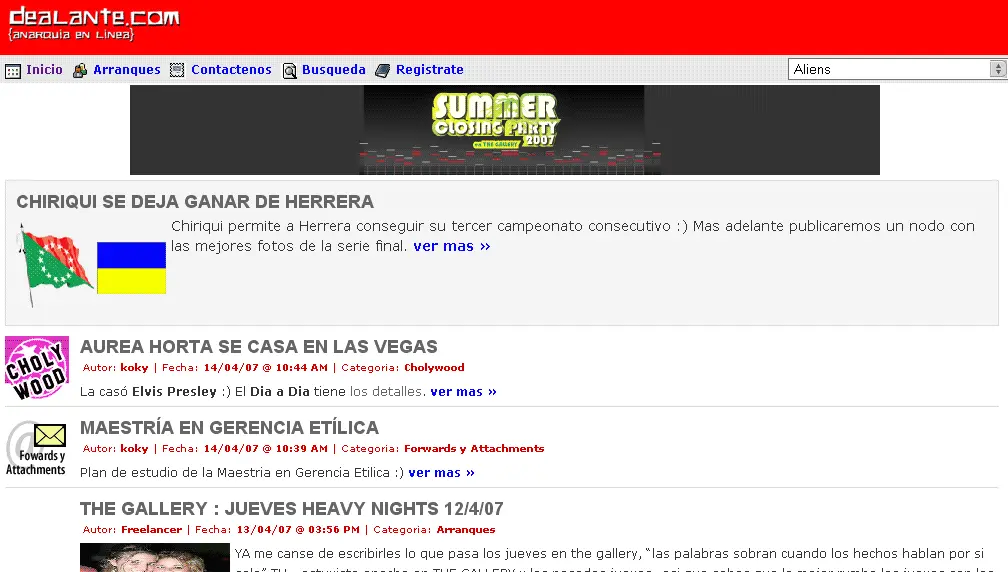 dealante.com
{anarquia en linea}
Inicio Arranques Contactenos Busqueda Registrate Aliens
SUMMER
CLOSING PARTY
en THE GALLERY 2007
CHIRIQUI SE DEJA GANAR DE HERRERA
Chiriqui permite a Herrera conseguir su tercer campeonato consecutivo :) Mas adelante publicaremos un nodo con
las mejores fotos de la serie final. ver mas »
CHOLY
WOOD
AUREA HORTA SE CASA EN LAS VEGAS
Autor: koky | Fecha: 14/04/07 @ 10:44 AM | Categoria: Cholywood
La casó Elvis Presley :) El Dia a Dia tiene los detalles. ver mas »
@
Fowards y
Attachments
MAESTRÍA EN GERENCIA ETÍLICA
Autor: koky | Fecha: 14/04/07 @ 10:39 AM | Categoria: Forwards y Attachments
Plan de estudio de la Maestria en Gerencia Etilica :) ver mas »
THE GALLERY : JUEVES HEAVY NIGHTS 12/4/07
Autor: Freelancer | Fecha: 13/04/07 @ 03:56 PM | Categoria: Arranques
YA me canse de escribirles lo que pasa los jueves en the gallery, “las palabras sobran cuando los hechos hablan por si